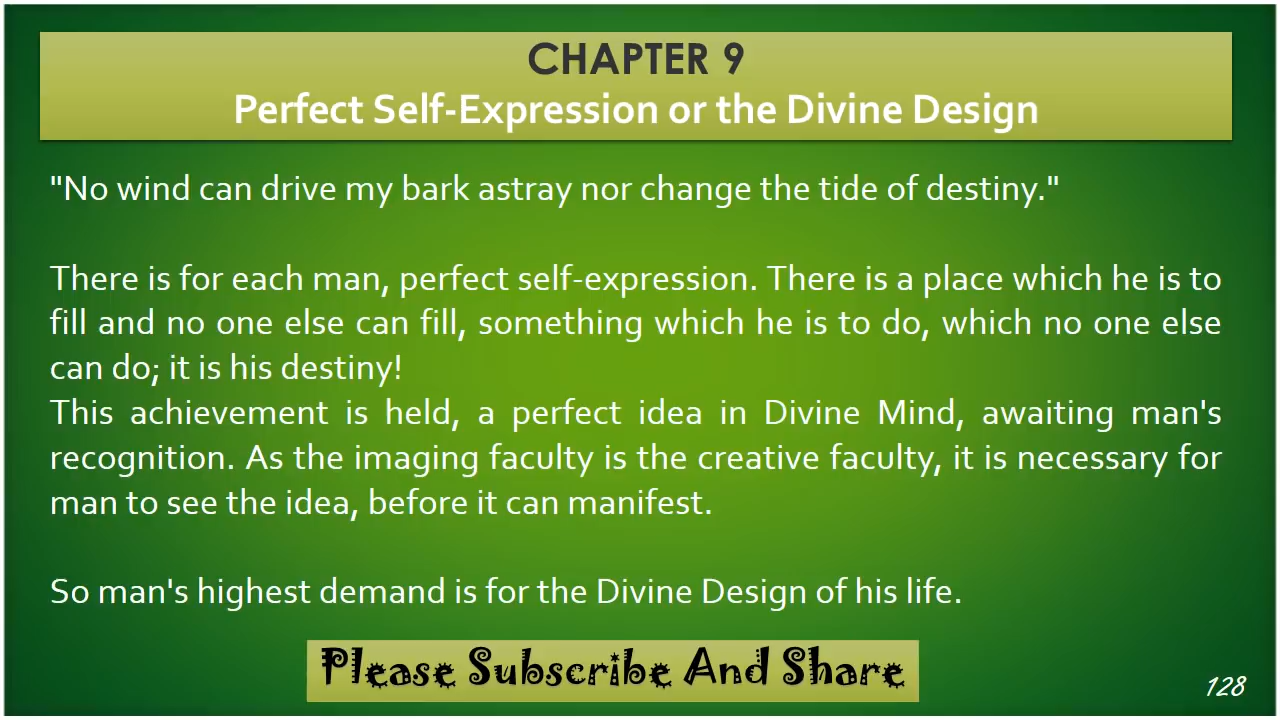 CHAPTER 9
Perfect Self-Expression or the Divine Design
"No wind can drive my bark astray nor change the tide of destiny."
There is for each man, perfect self-expression. There is a place which he is to
fill and no one else can fill, something which he is to do, which no one else
can do; it is his destiny!
This achievement is held, a perfect idea in Divine Mind, awaiting man's
recognition. As the imaging faculty is the creative faculty, it is necessary for
man to see the idea, before it can manifest.
So man's highest demand is for the Divine Design of his life.
Please Subscribe And Share
128